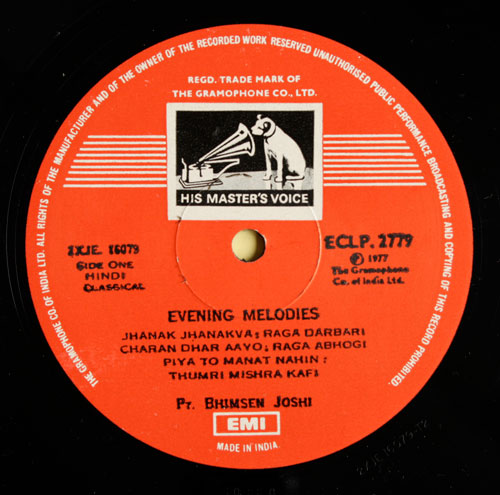 THE GRAMOPHONE CO. OF INDIA LTD. ALL RIGHTS OF THE MANUFACTURER AND OF THE OWNER OF THE RECORDED WORK RESERVED UNAUTHORISED PUBLIC PERFORMANCE BROADCASTING AND COPYING OF THIS RECORD PROHIBITED.
REGD. TRADE MARK OF
THE GRAMOPHONE CO., LTD.
HIS MASTER'S VOICE
2XJE. 16079
SIDE ONE
HINDI
CLASSICAL
ECLP. 2779
℗ 1977
The Gramophone
Co. of India Ltd.
EVENING MELODIES
JHANAK JHANAKVA: RAGA DARBARI
CHARAN DHAR AAYO; RAGA ABHOGI
PIYA TO MANAT NAHIN:
THUMRI MISHRA KAFI
PT. BHIMSEN JOSHI
EMI
MADE IN INDIA